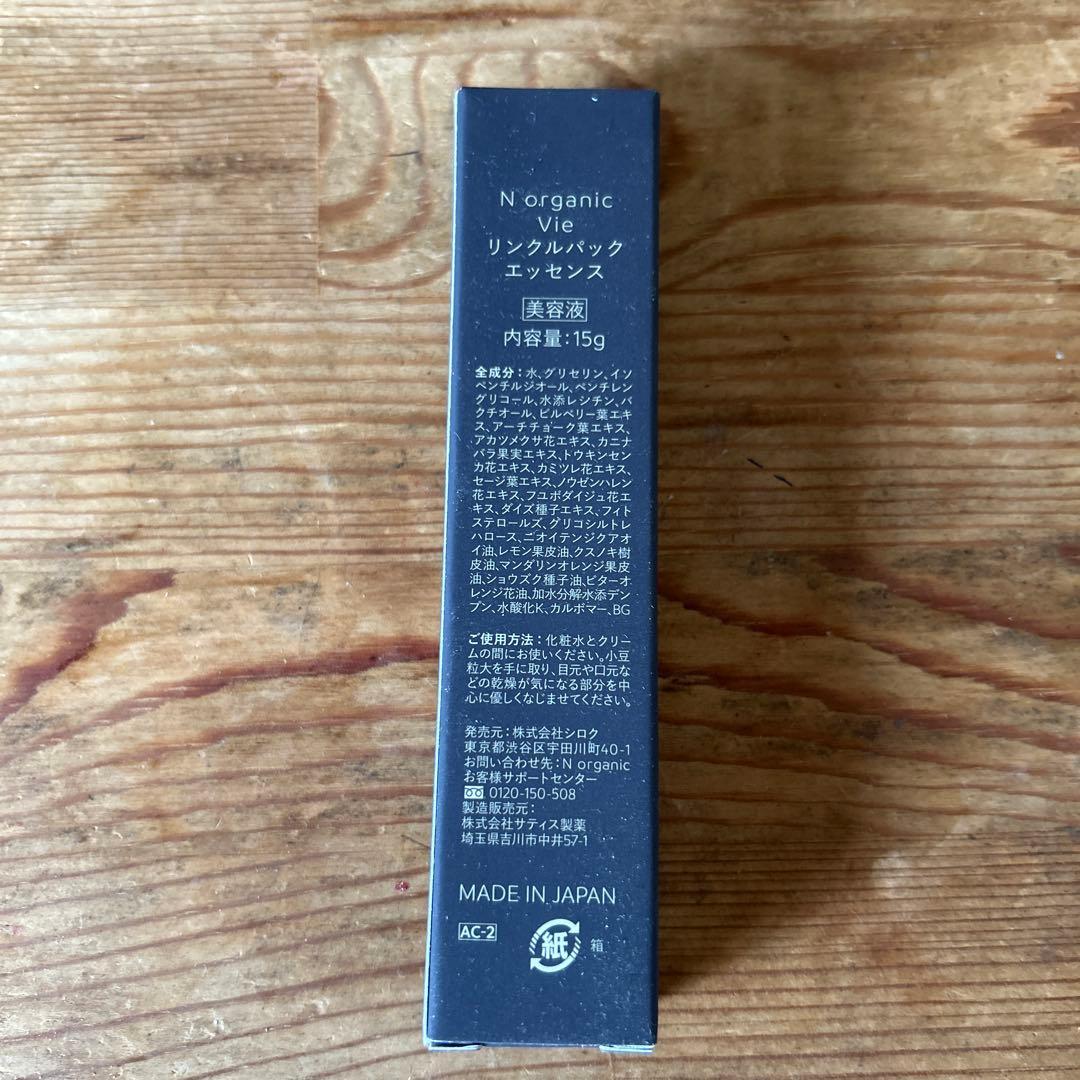 N organic
Vie
リンクルパック
エッセンス
美容液
内容量:15g
全成分:水、グリセリン、イソ
ペンチルジオール、ペンチレン
グリコール、水添レシチン、バ
クチオール、ビルベリー葉エキ
ス、アーチチョーク葉エキス、
アカツメクサ花エキス、カニナ
バラ果実エキス、トウキンセン
カ花エキス、カミツレ花エキス、
セージ葉エキス、ノウゼンハレン
花エキス、フユボダイジュ花エ
キス、ダイズ種子エキス、フィト
ステロールズ、グリコシルトレ
ハロース、ニオイテンジクアオ
イ油、レモン果皮油、クスノキ樹
皮油、マンダリンオレンジ果皮
油、ショウズク種子油、ビターオ
レンジ花油、加水分解水添デン
プン、水酸化K、カルボマー、BG
ご使用方法:化粧水とクリー
ムの間にお使いください。小豆
粒大を手に取り、目元や口元な
どの乾燥が気になる部分を中
心に優しくなじませてください。
発売元:株式会社シロク
東京都渋谷区宇田川町40-1
お問い合わせ先:N organic
お客様サポートセンター
0120-150-508
製造販売元:
株式会社サティス製薬
埼玉県吉川市中井57-1
MADE IN JAPAN
AC-2
紙 箱